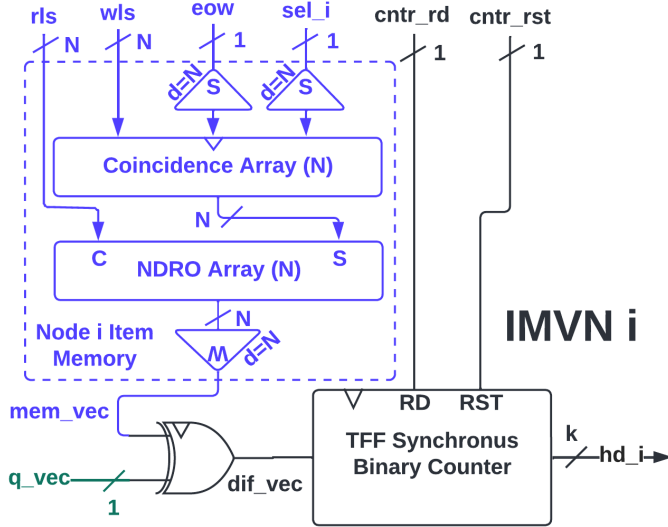 rls
wls
eow
sel_i
cntr_rd
cntr_rst
N
N
1
1
1
1
d=N
S
d=N
S
Coincidence Array (N)
N
C
S
NDRO Array (N)
N
Node i Item
Memory
M
d=N
IMVN i
mem_vec
RD
RST
TFF Synchronus
Binary Counter
k
hd_i
q_vec
1
dif_vec